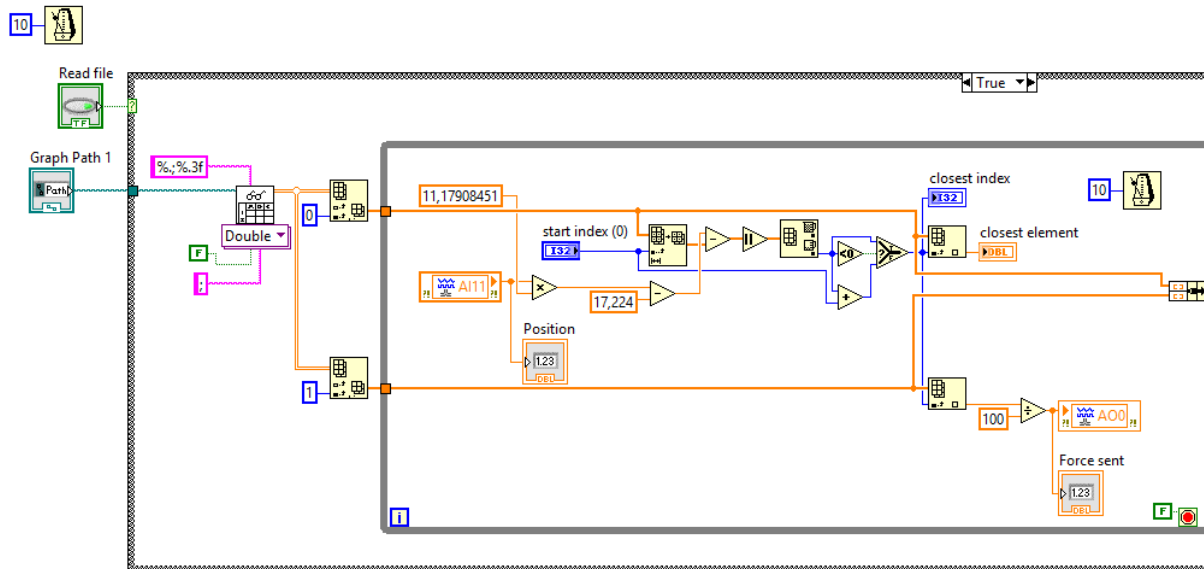 10
Read file
TF
?
True
Graph Path 1
Path
%.;%.3f
0
Double
F
;
1
11,17908451
start index (0)
I32
AI11
17,224
Position
1.23
DBL
<0
?
closest index
I32
10
closest element
DBL
100
AO0
Force sent
1.23
DBL
i
F